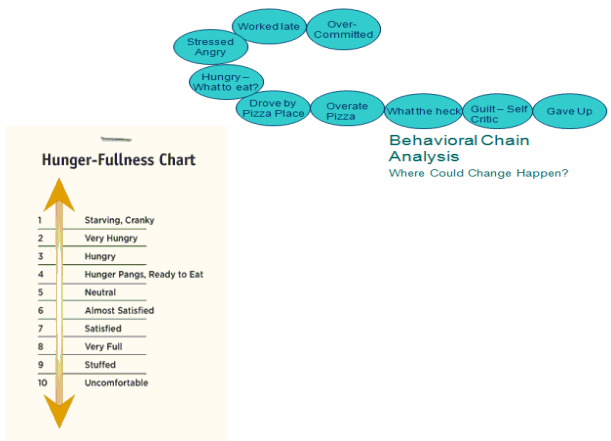 Over-
Committed
Worked late
Stressed
Angry
Hungry –
What to eat?
Drove by
Pizza Place
Overate
Pizza
What the heck
Guilt – Self
Critic
Gave Up
Behavioral Chain
Analysis
Where Could Change Happen?
Hunger-Fullness Chart
1 Starving, Cranky
2 Very Hungry
3 Hungry
4 Hunger Pangs, Ready to Eat
5 Neutral
6 Almost Satisfied
7 Satisfied
8 Very Full
9 Stuffed
10 Uncomfortable